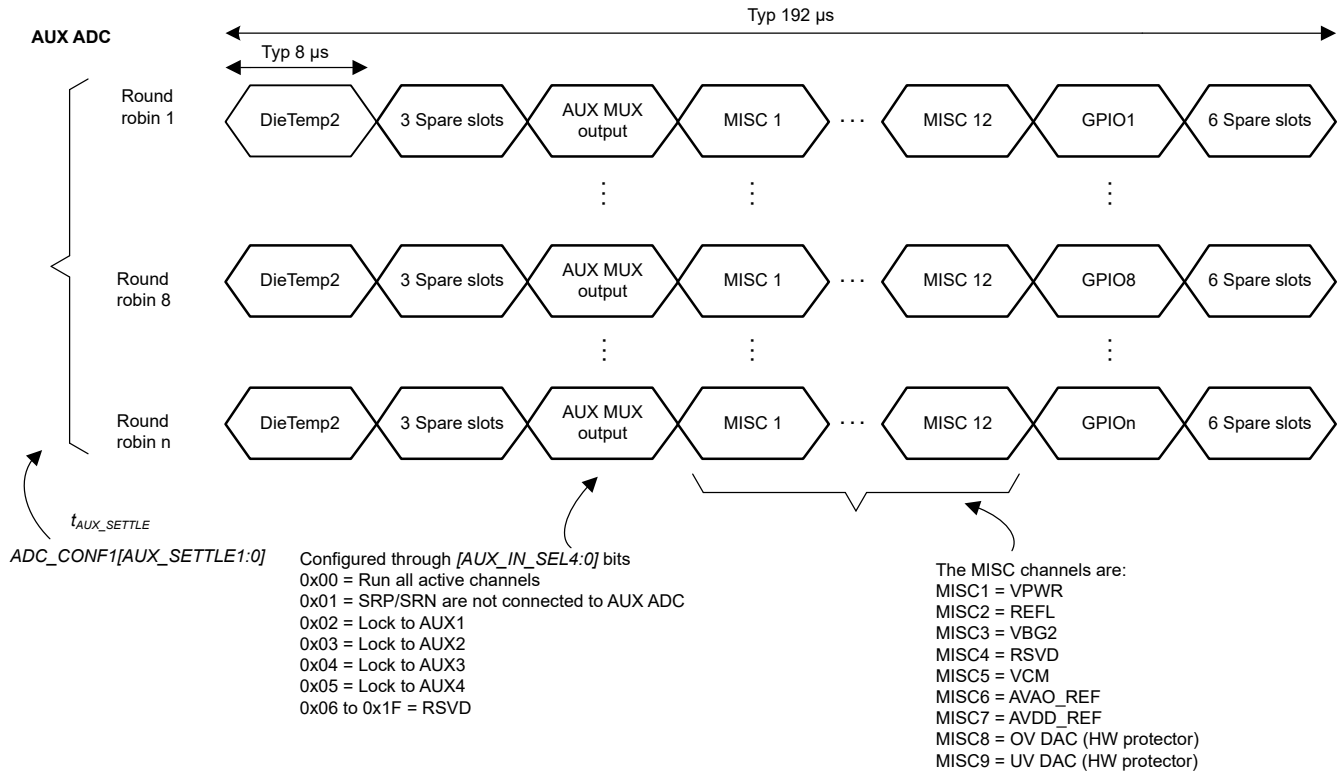 Typ 192 µs
AUX ADC
Typ 8 µs
Round
robin 1
DieTemp2
3 Spare slots
AUX MUX
output
MISC 1
. . .
MISC 12
GPIO1
6 Spare slots
Round
robin 8
DieTemp2
3 Spare slots
AUX MUX
output
MISC 1
. . .
MISC 12
GPIO8
6 Spare slots
Round
robin n
DieTemp2
3 Spare slots
AUX MUX
output
MISC 1
. . .
MISC 12
GPIOn
6 Spare slots
tAUX_SETTLE
ADC_CONF1[AUX_SETTLE1:0]
Configured through [AUX_IN_SEL4:0] bits
0x00 = Run all active channels
0x01 = SRP/SRN are not connected to AUX ADC
0x02 = Lock to AUX1
0x03 = Lock to AUX2
0x04 = Lock to AUX3
0x05 = Lock to AUX4
0x06 to 0x1F = RSVD
The MISC channels are:
MISC1 = VPWR
MISC2 = REFL
MISC3 = VBG2
MISC4 = RSVD
MISC5 = VCM
MISC6 = AVAO_REF
MISC7 = AVDD_REF
MISC8 = OV DAC (HW protector)
MISC9 = UV DAC (HW protector)